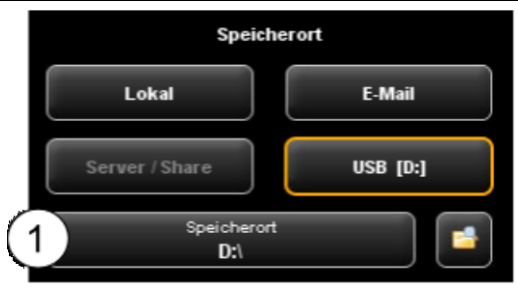 Speicherort
Lokal
E-Mail
Server / Share
USB [D:]
1
Speicherort
D:\